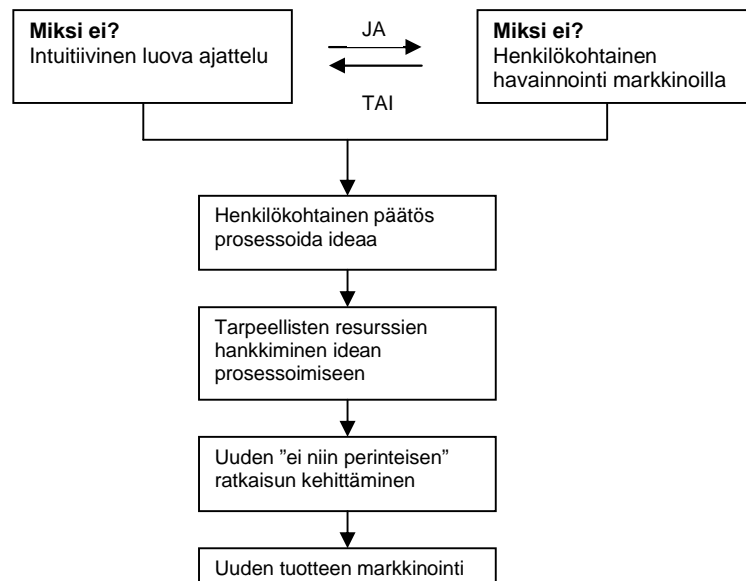 Miksi ei?
Intuitiivinen luova ajattelu
JA
TAI
Miksi ei?
Henkilökohtainen
havainnointi markkinoilla
Henkilökohtainen päätös
prosessoida ideaa
Tarpeellisten resurssien
hankkiminen idean
prosessoimiseen
Uuden ”ei niin perinteisen”
ratkaisun kehittäminen
Uuden tuotteen markkinointi